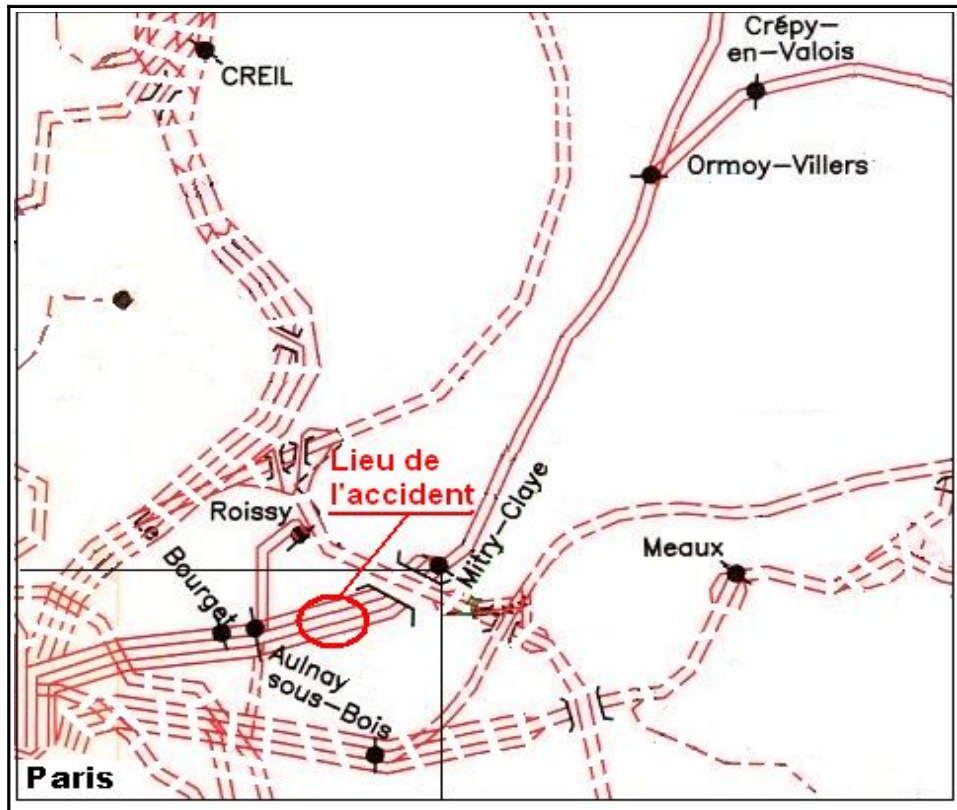 Crépy-
en-Valois
CREIL
Ormoy-Villers
Lieu de
l'accident
Roissy
Mitry-Claye
Le Bourget
Meaux
Aulnay
sous-Bois
Paris